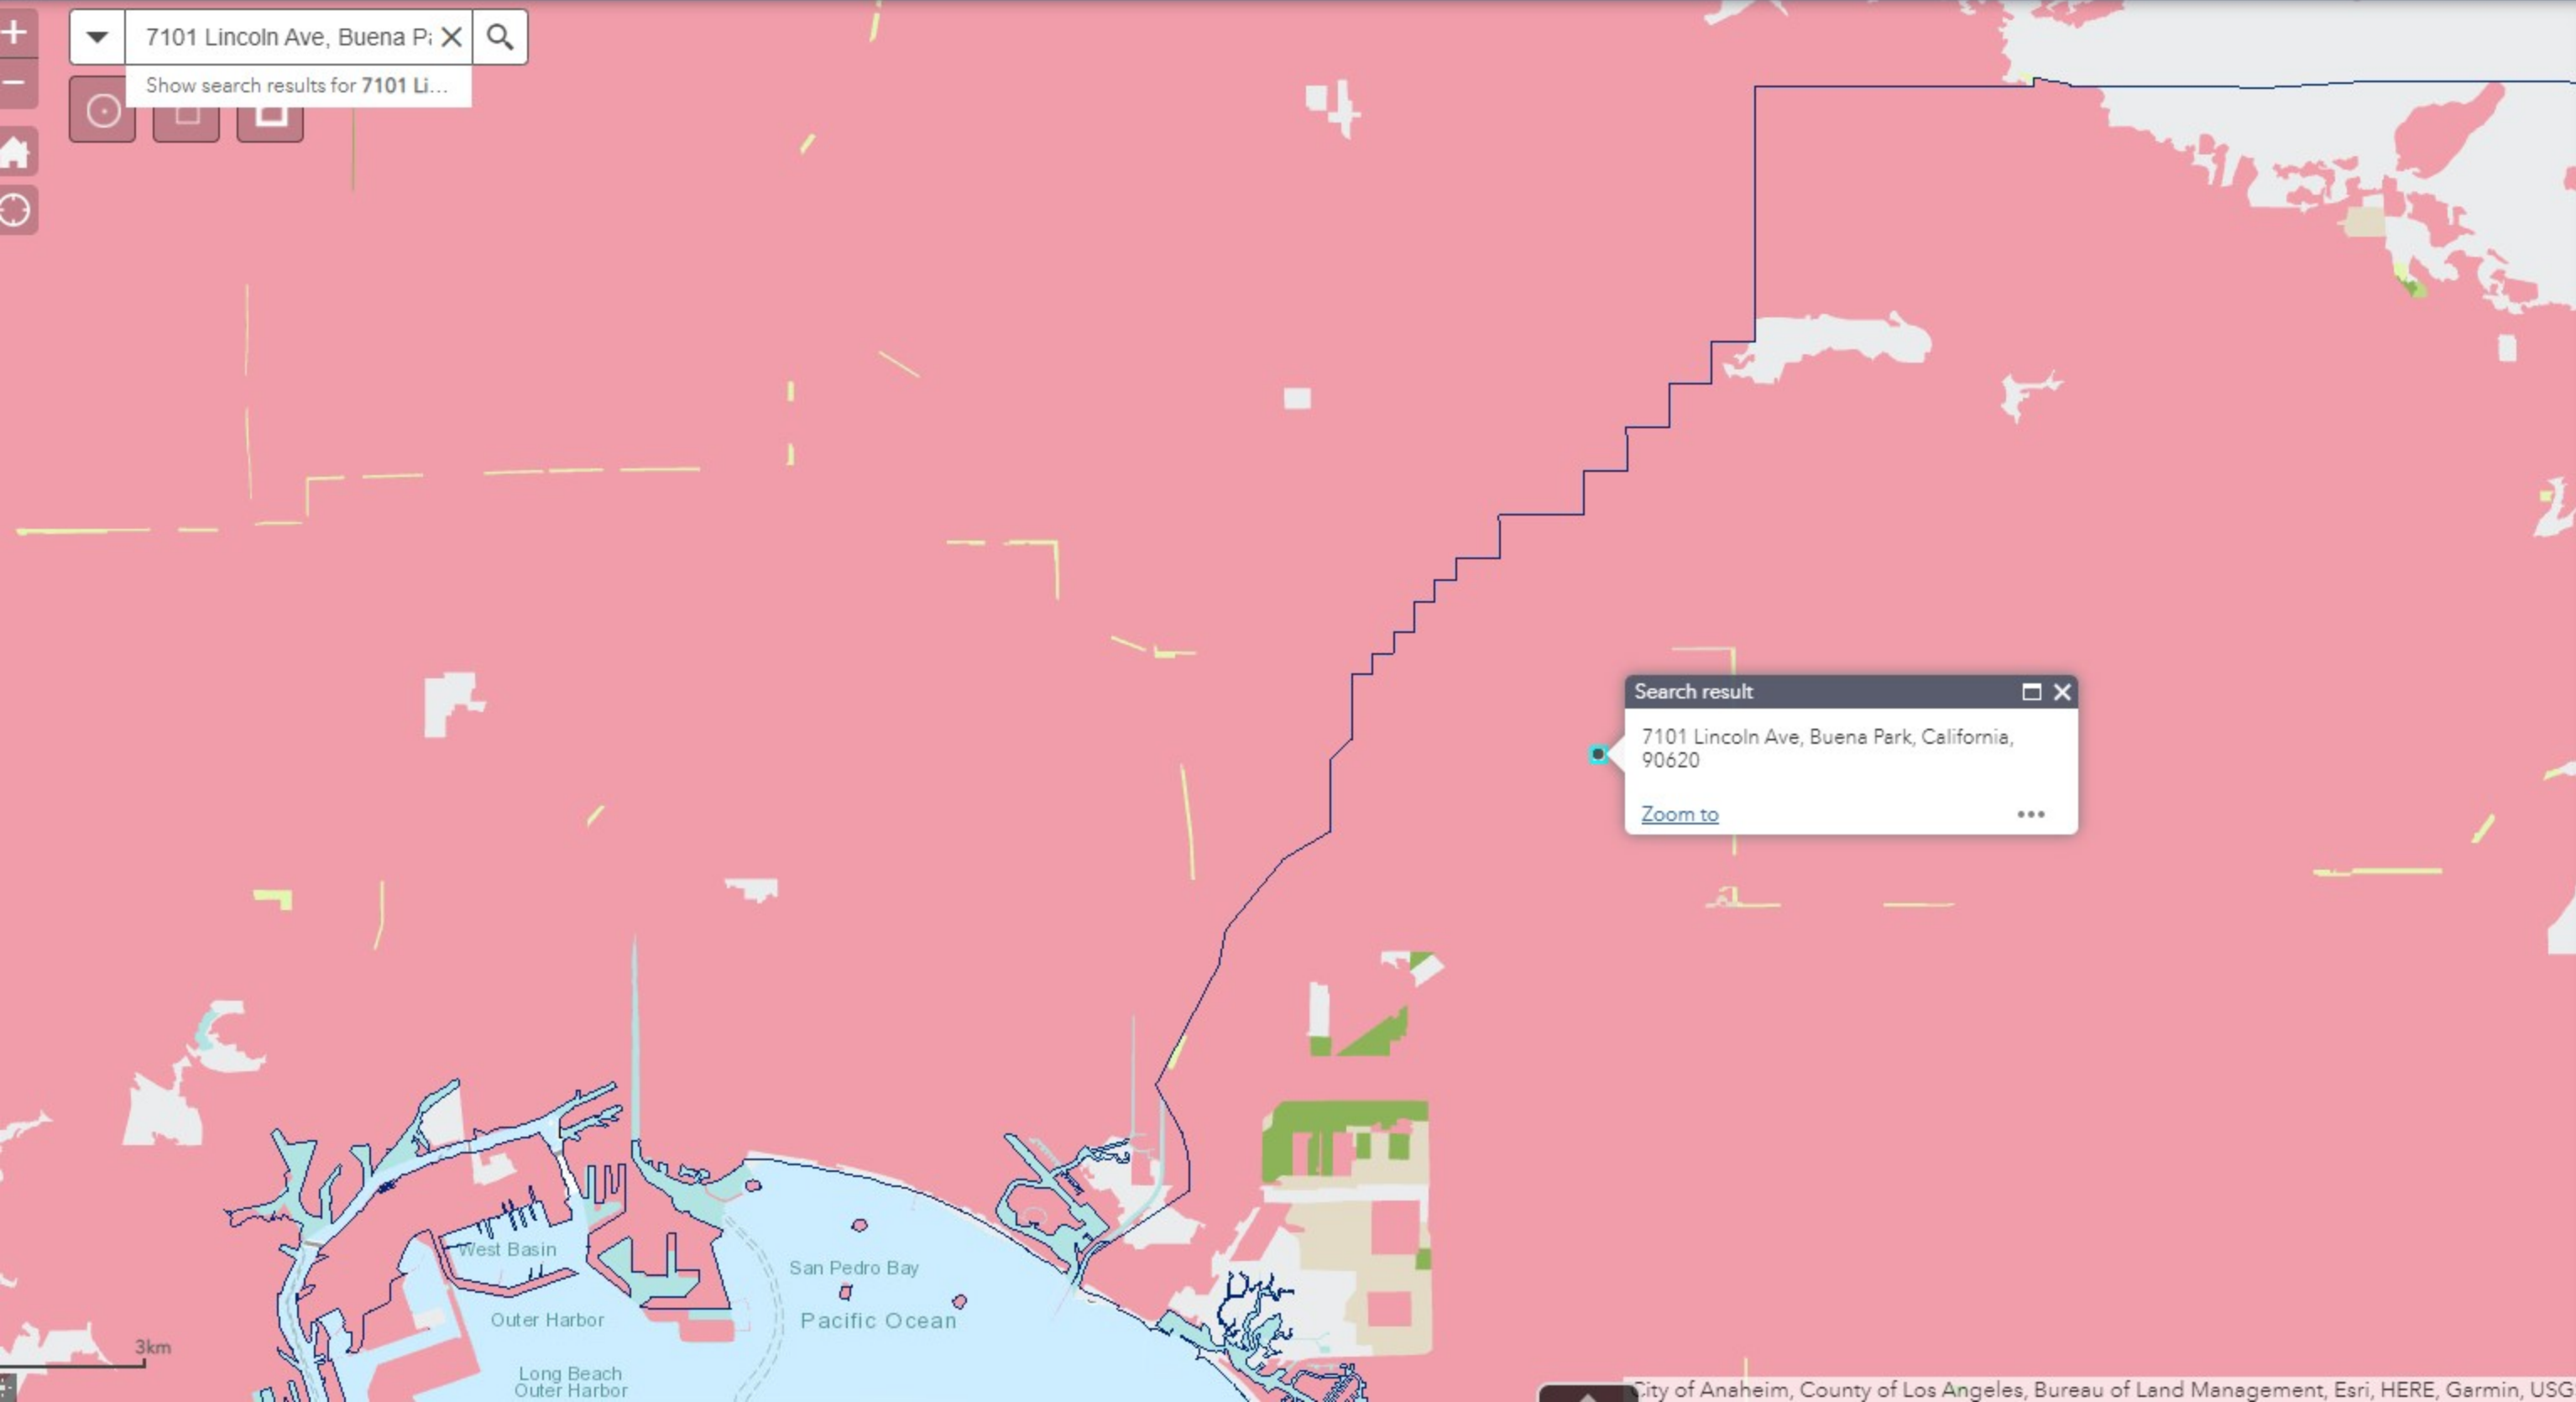 7101 Lincoln Ave, Buena P
Show search results for 7101 Li...
Search result
7101 Lincoln Ave, Buena Park, California,
90620
Zoom to
West Basin
San Pedro Bay
Outer Harbor
Pacific Ocean
3km
Long Beach
Outer Harbor
City of Anaheim, County of Los Angeles, Bureau of Land Management, Esri, HERE, Garmin, USG